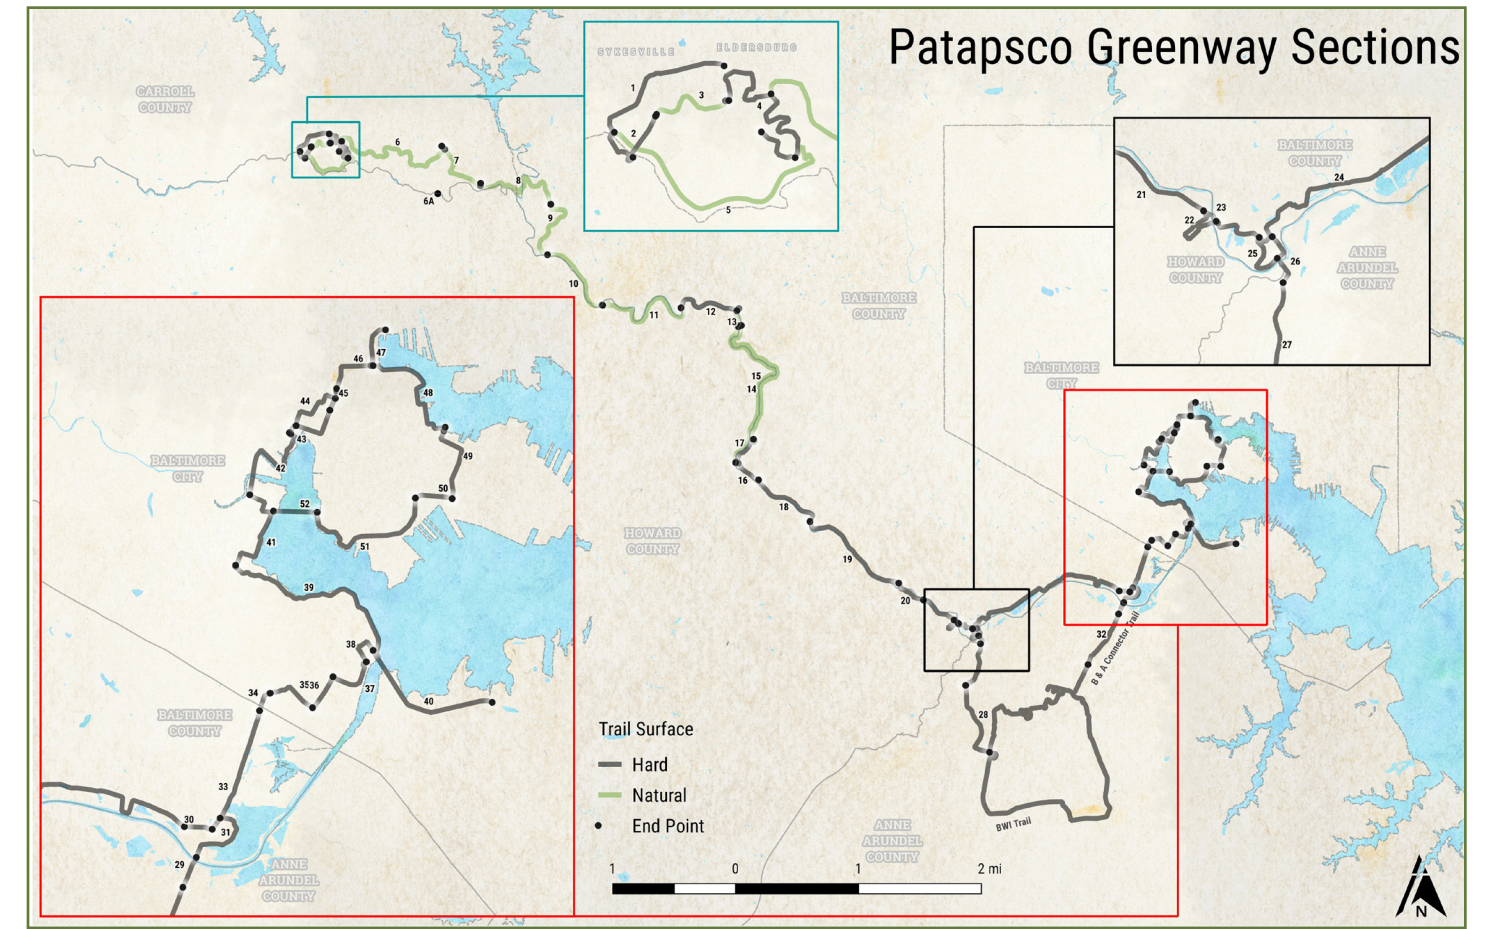 Patapsco Greenway Sections
SYKESVILLE
ELDERSBURG
1
2
3
4
5
CARROLL
COUNTY
6
6A
7
8
9
10
11
12
13
15
14
17
16
18
19
20
BALTIMORE
COUNTY
21
22
23
24
25
26
27
BALTIMORE
COUNTY
HOWARD
COUNTY
ANNE
ARUNDEL
COUNTY
BALTIMORE
CITY
HOWARD
COUNTY
28
32
B & A Connector Trail
BWI Trail
ANNE
ARUNDEL
COUNTY
46
47
45
44
43
42
48
49
50
52
51
41
39
38
37
40
34
35 36
33
30
31
29
BALTIMORE
CITY
BALTIMORE
COUNTY
ANNE
ARUNDEL
COUNTY
Trail Surface
Hard
Natural
End Point
1 0 1 2 mi
N